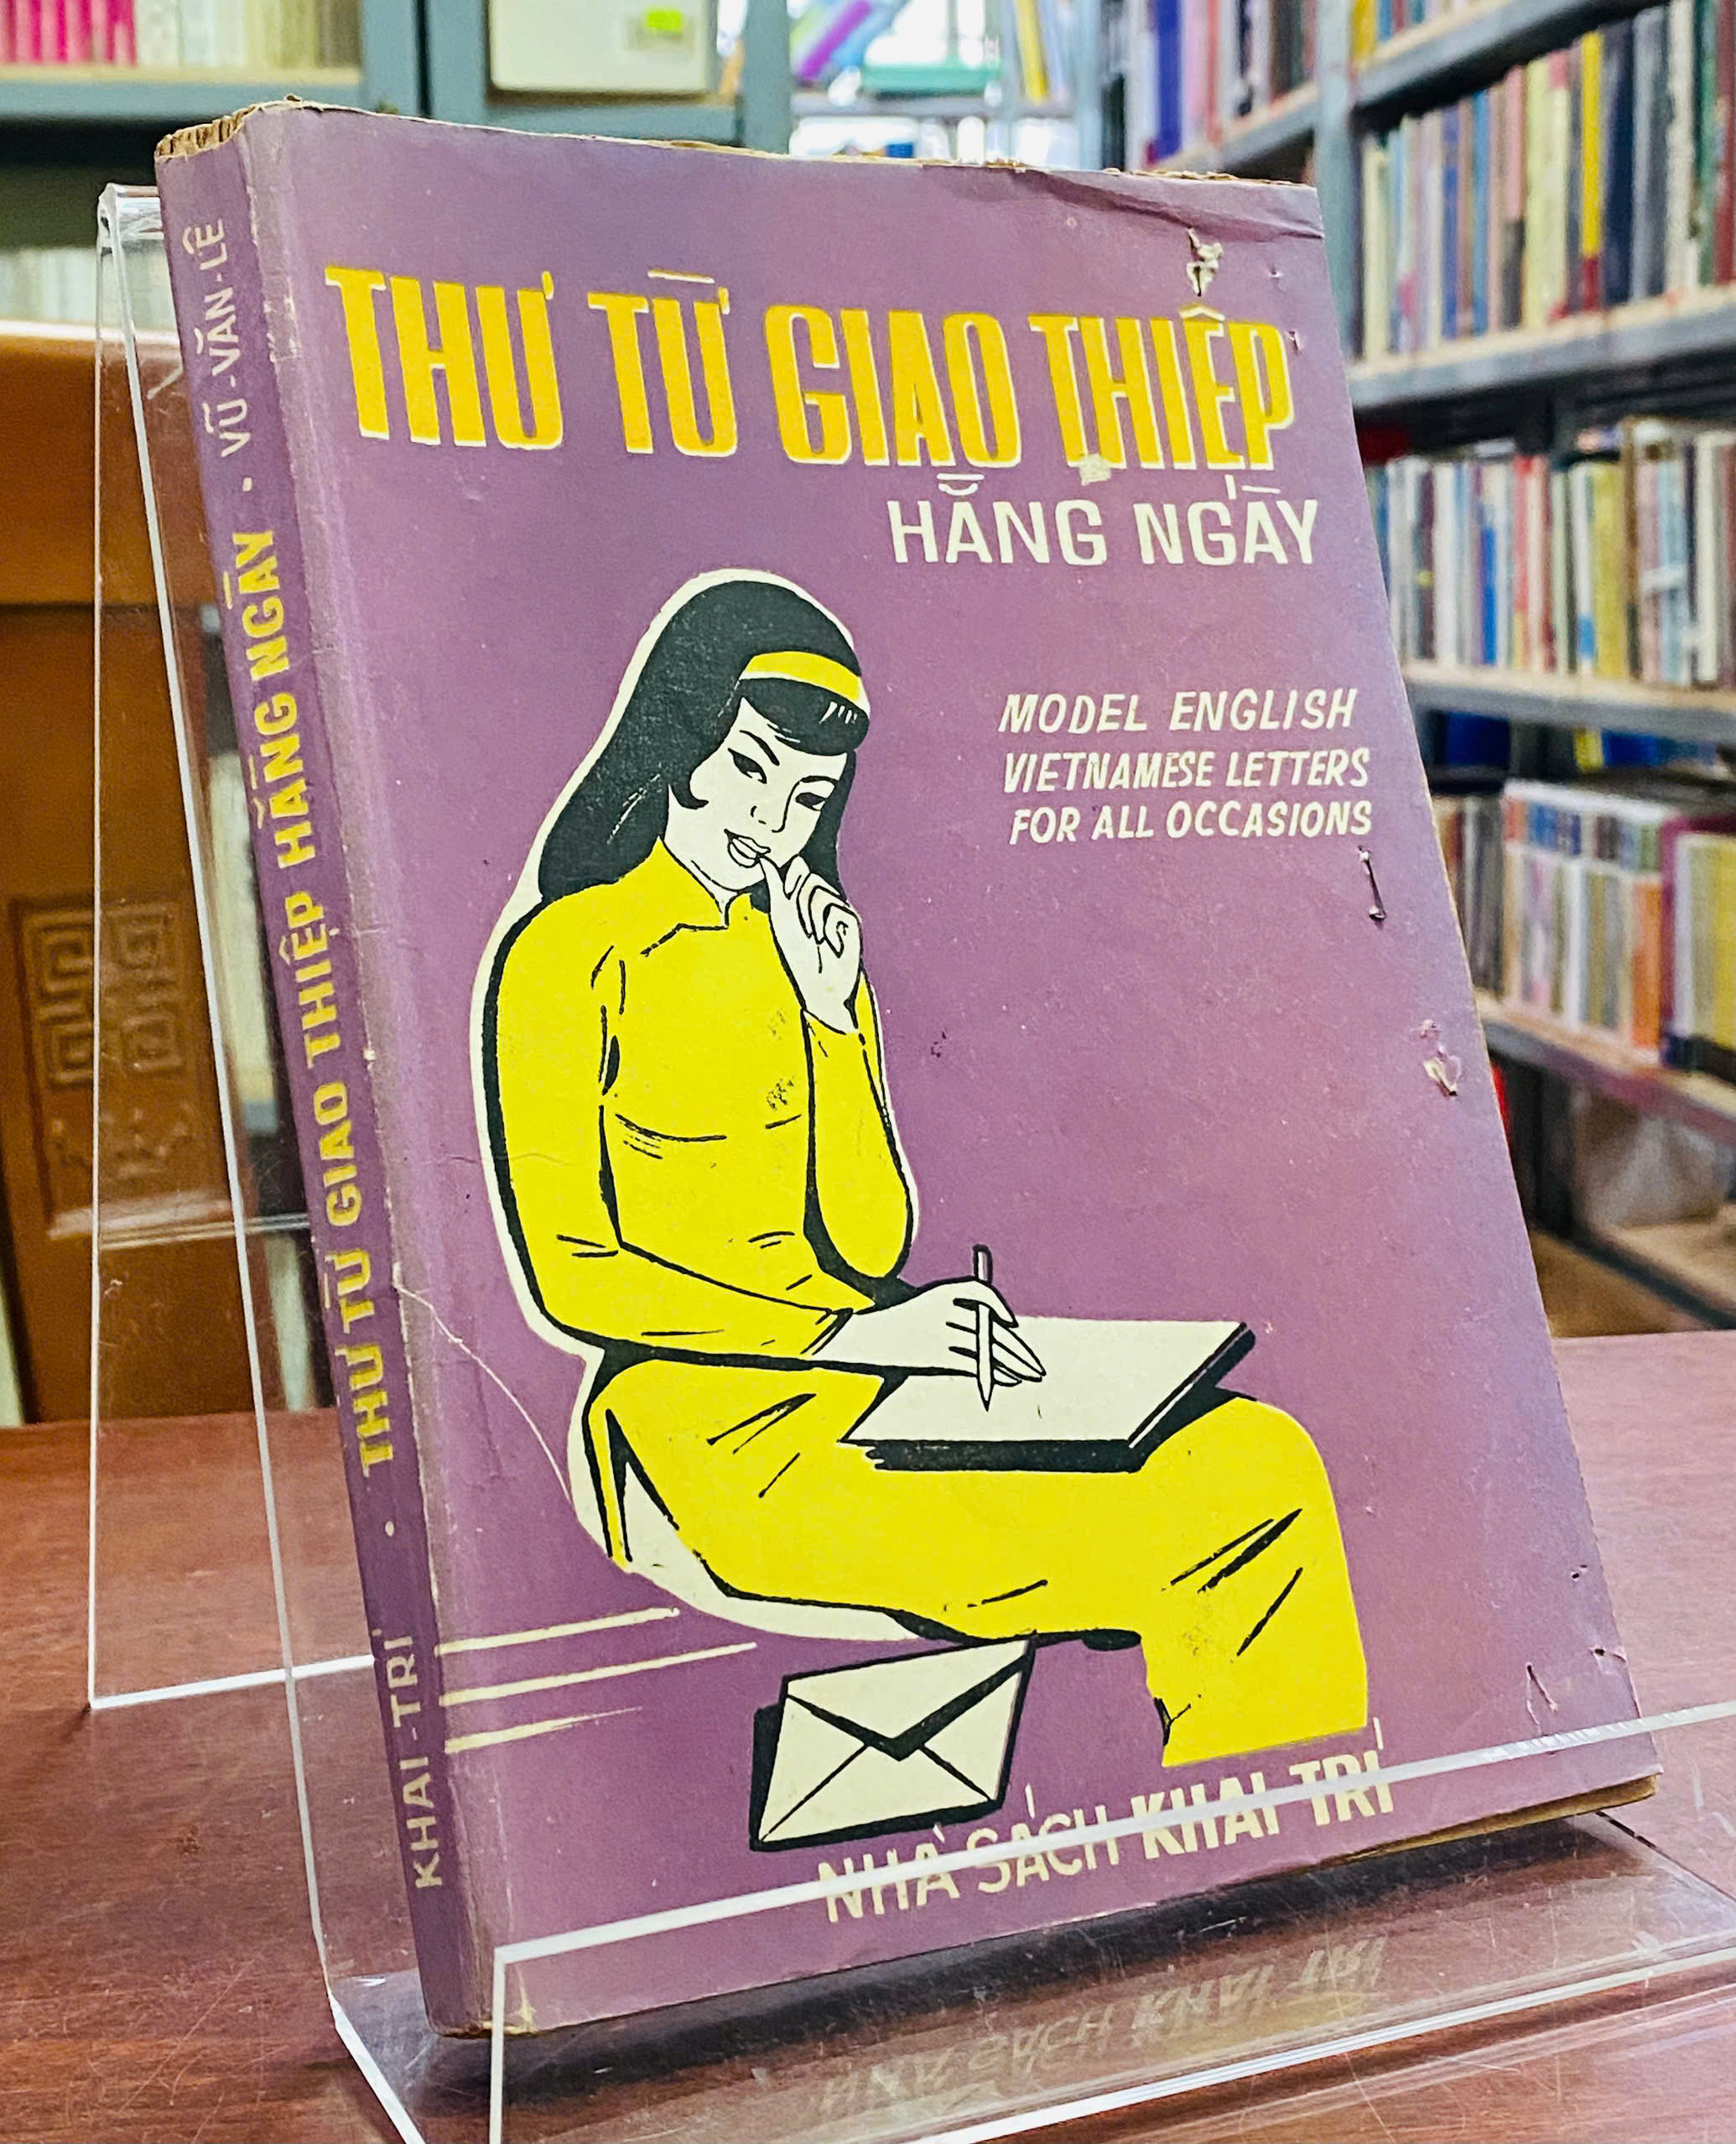 THƯ TỪ GIAO THIỆP
HẰNG NGÀY
MODEL ENGLISH
VIETNAMESE LETTERS
FOR ALL OCCASIONS
NHÀ SÁCH KHAI TRÍ
KHAI-TRÍ • THƯ TỪ GIAO THIỆP HẰNG NGÀY • VŨ-VĂN-LÊ